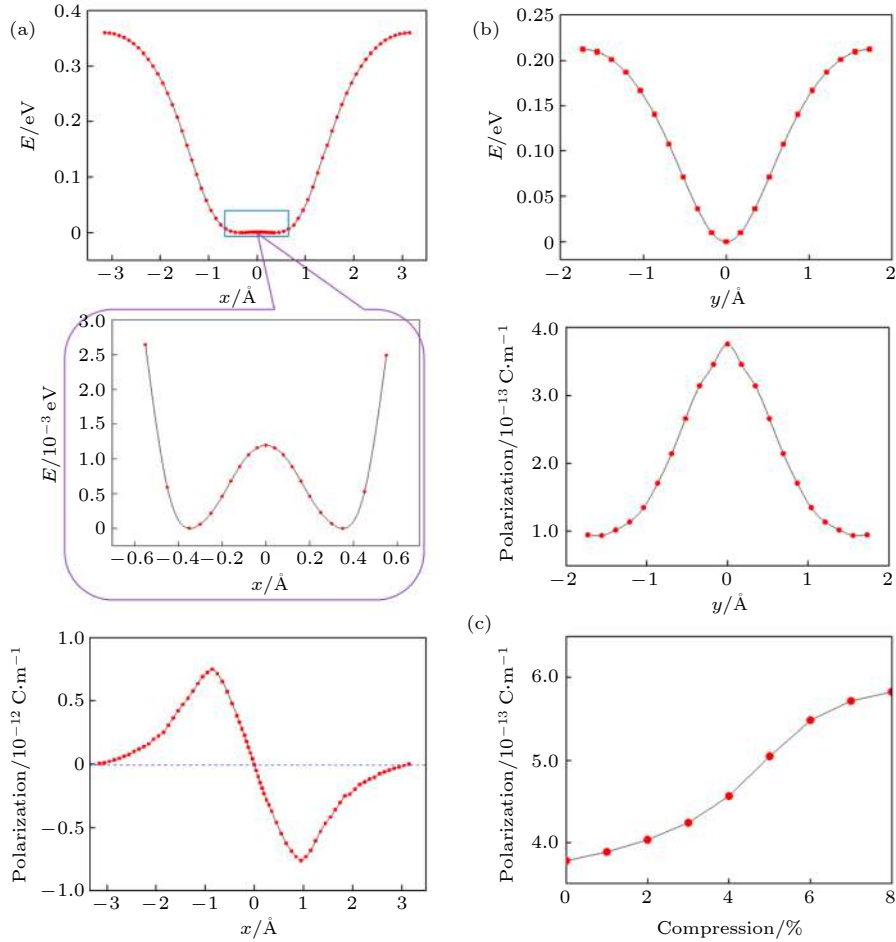 (a)
0.4
0.3
0.2
0.1
0
E/eV
−3 −2 −1 0 1 2 3
x/Å
3.0
2.5
2.0
1.5
1.0
0.5
0
E/10−3 eV
−0.6 −0.4 −0.2 0 0.2 0.4 0.6
x/Å
1.0
0.5
0
−0.5
−1.0
Polarization/10−12 C·m−1
−3 −2 −1 0 1 2 3
x/Å
(b)
0.25
0.20
0.15
0.10
0.05
0
E/eV
−2 −1 0 1 2
y/Å
4.0
3.0
2.0
1.0
Polarization/10−13 C·m−1
−2 −1 0 1 2
y/Å
(c)
6.0
5.0
4.0
Polarization/10−13 C·m−1
0 2 4 6 8
Compression/%